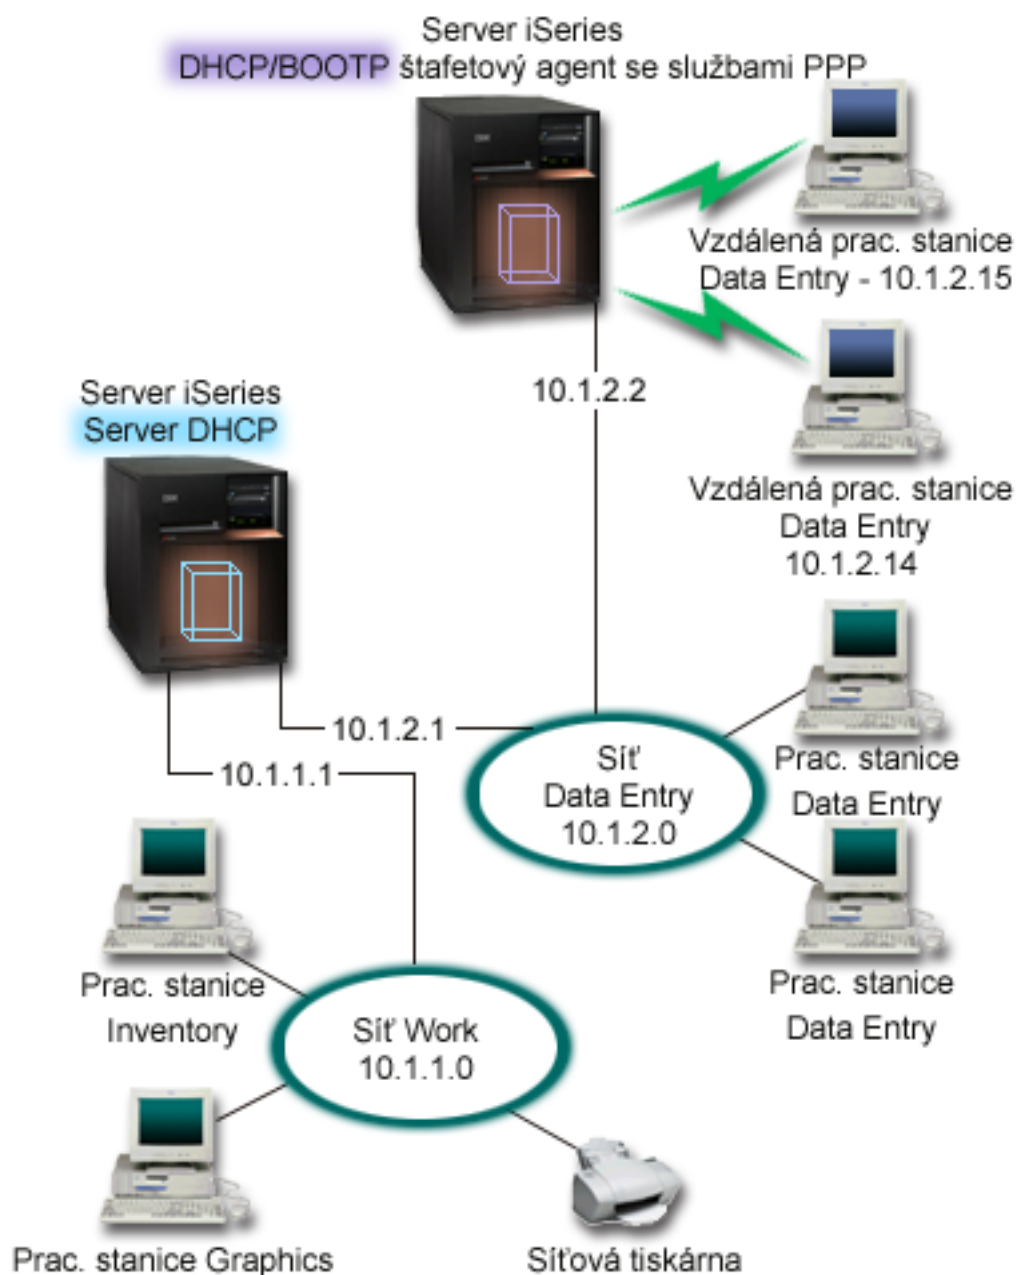 Server iSeries
DHCP/BOOTP štafetový agent se službami PPP
Vzdálená prac. stanice
Data Entry - 10.1.2.15
10.1.2.2
Server iSeries
Server DHCP
Vzdálená prac. stanice
Data Entry
10.1.2.14
10.1.2.1
10.1.1.1
Síť
Data Entry
10.1.2.0
Prac. stanice
Data Entry
Prac. stanice
Data Entry
Prac. stanice
Inventory
Síť Work
10.1.1.0
Prac. stanice Graphics
Síťová tiskárna